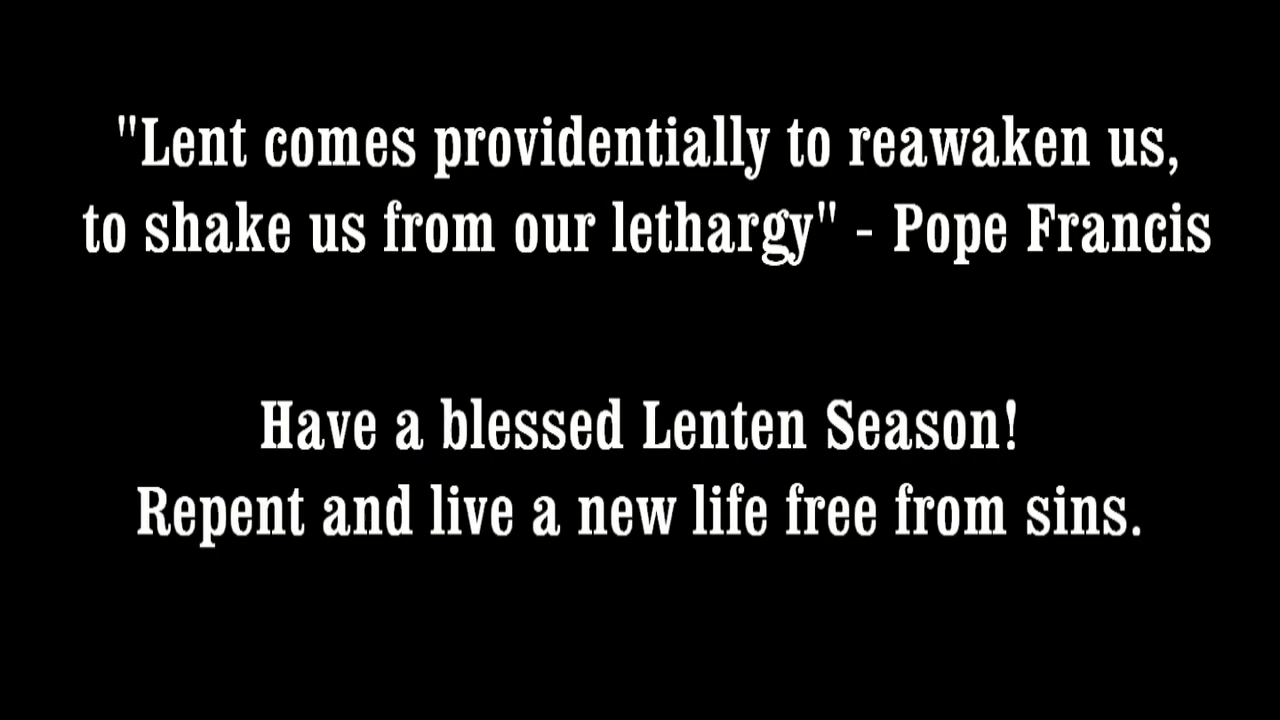 "Lent comes providentially to reawaken us,
to shake us from our lethargy" - Pope Francis
Have a blessed Lenten Season!
Repent and live a new life free from sins.